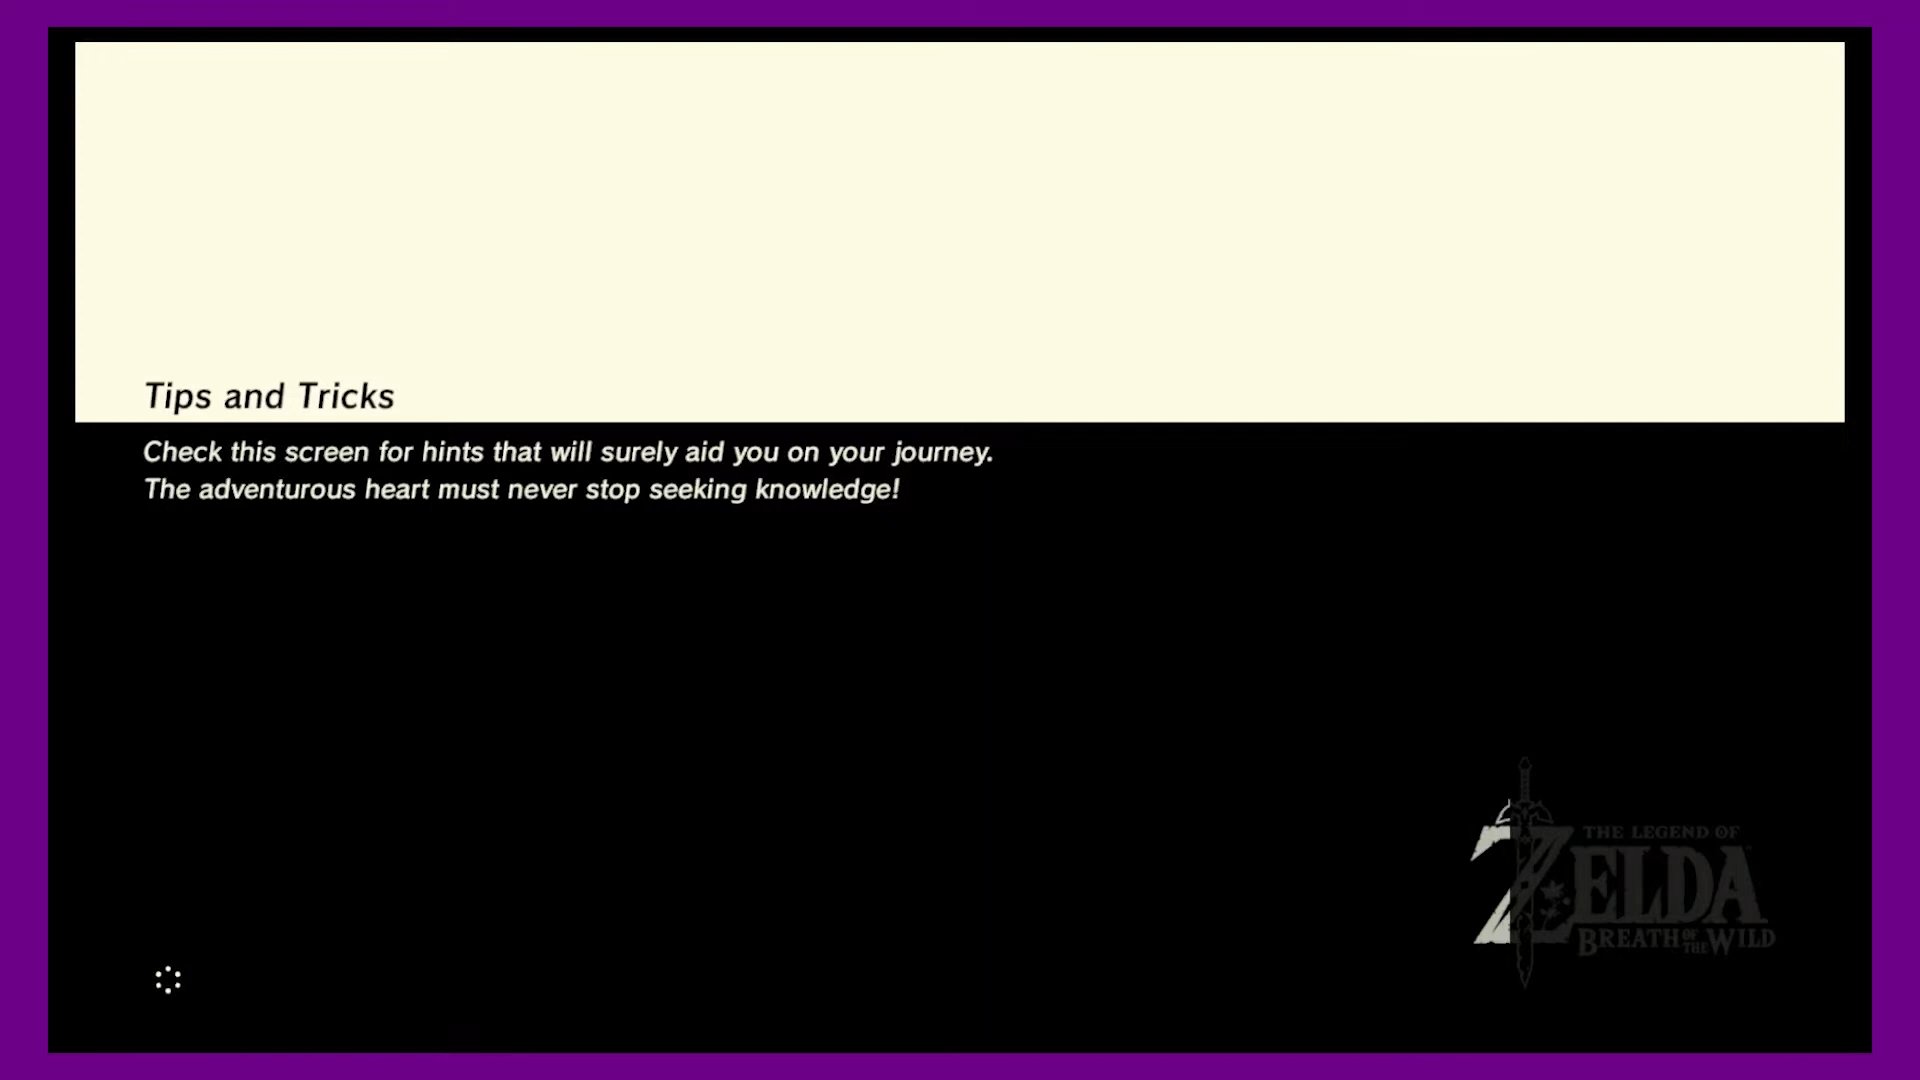 Tips and Tricks
Check this screen for hints that will surely aid you on your journey.
The adventurous heart must never stop seeking knowledge!
THE LEGEND OF
ZELDA
BREATH OF THE WILD